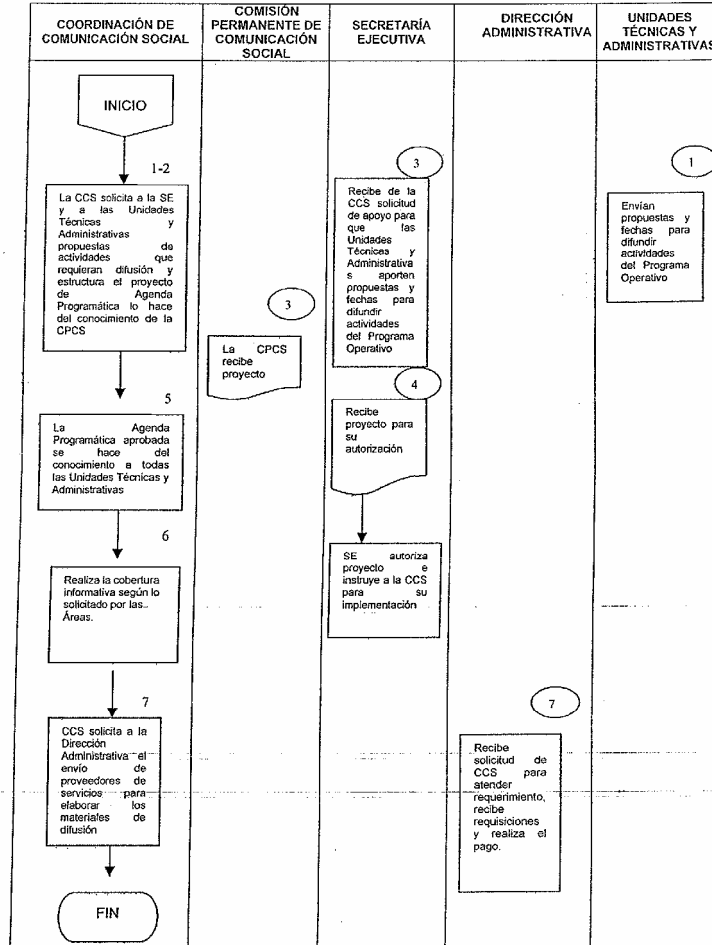 COORDINACIÓN DE
COMUNICACIÓN SOCIAL
COMISIÓN
PERMANENTE DE
COMUNICACIÓN
SOCIAL
SECRETARÍA
EJECUTIVA
DIRECCIÓN
ADMINISTRATIVA
UNIDADES
TÉCNICAS Y
ADMINISTRATIVAS
INICIO
1-2
La CCS solicita a la SE
y a las Unidades
Técnicas y
Administrativas
propuestas de
actividades que
requieran difusión y
estructura el proyecto
de Agenda
Programática lo hace
del conocimiento de la
CPCS
5
La Agenda
Programática aprobada
se hace del
conocimiento a todas
las Unidades Técnicas y
Administrativas
6
Realiza la cobertura
informativa según lo
solicitado por las
Áreas.
7
CCS solicita a la
Dirección
Administrativa el
envío de
proveedores de
servicios para
elaborar los
materiales de
difusión
FIN
3
La CPCS
recibe
proyecto
3
Recibe de la
CCS solicitud
de apoyo para
que las
Unidades
Técnicas y
Administrativa
s aporten
propuestas y
fechas para
difundir
actividades
del Programa
Operativo
4
Recibe
proyecto para
su
autorización
SE autoriza
proyecto e
instruye a la CCS
para su
implementación
7
Recibe
solicitud de
CCS para
atender
requerimiento,
recibe
requisiciones
y realiza el
pago.
1
Envían
propuestas y
fechas para
difundir
actividades
del Programa
Operativo